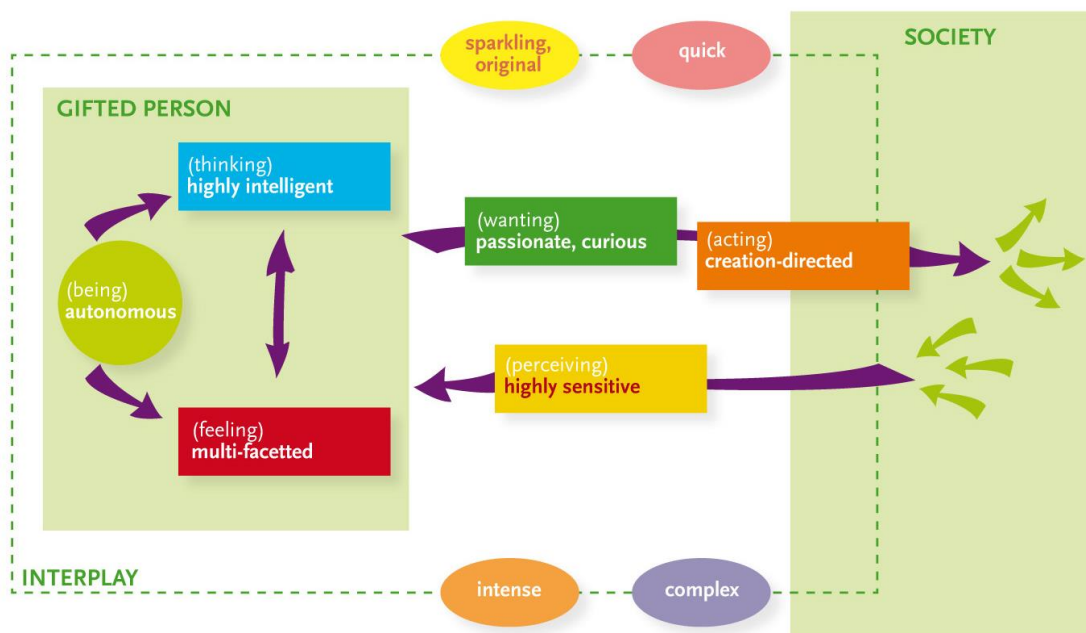 sparkling,
original
quick
SOCIETY
GIFTED PERSON
(thinking)
highly intelligent
(wanting)
passionate, curious
(acting)
creation-directed
(being)
autonomous
(perceiving)
highly sensitive
(feeling)
multi-facetted
INTERPLAY
intense
complex